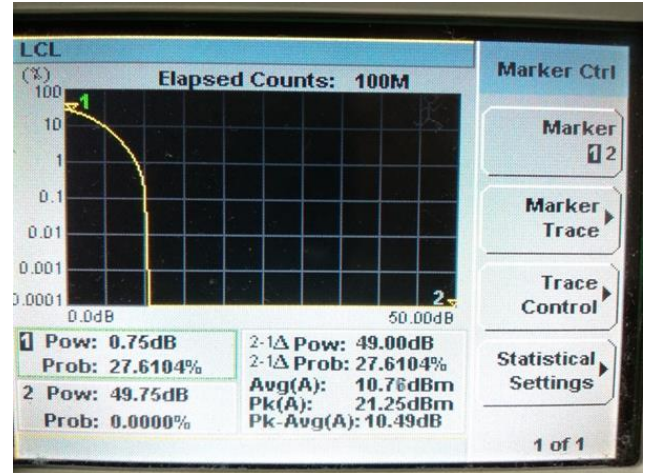 LCL
(%)
Elapsed Counts: 100M
100
1
10
1
0.1
0.01
0.001
0.0001
2
0.0dB
50.00dB
1 Pow: 0.75dB
Prob: 27.6104%
2 Pow: 49.75dB
Prob: 0.0000%
2-1Δ Pow: 49.00dB
2-1Δ Prob: 27.6104%
Avg(A): 10.76dBm
Pk(A): 21.25dBm
Pk-Avg(A): 10.49dB
Marker Ctrl
Marker
1 2
Marker
Trace
Trace
Control
Statistical
Settings
1 of 1